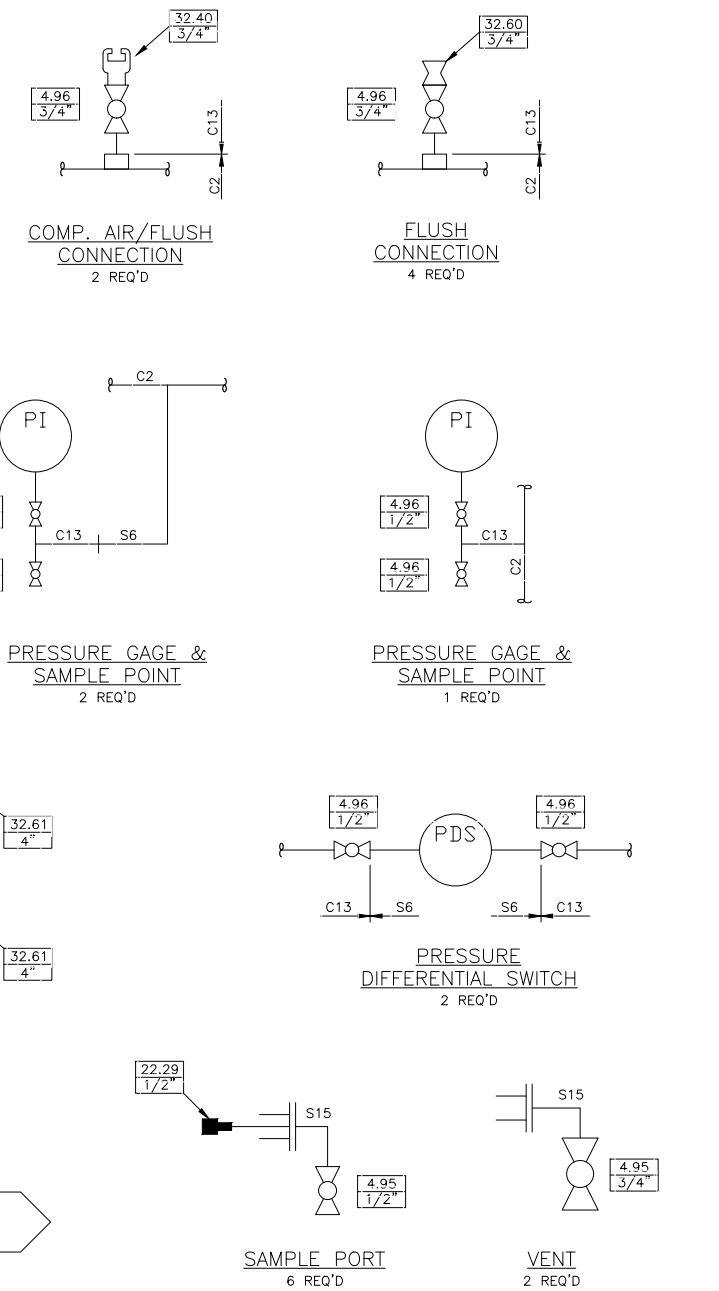 32.40
3/4"
4.96
3/4"
C13
C2
COMP. AIR/FLUSH
CONNECTION
2 REQ'D
32.60
3/4"
4.96
3/4"
C13
C2
FLUSH
CONNECTION
4 REQ'D
C2
PI
C13
S6
PRESSURE GAGE &
SAMPLE POINT
2 REQ'D
PI
4.96
1/2"
C13
4.96
1/2"
C2
PRESSURE GAGE &
SAMPLE POINT
1 REQ'D
32.61
4"
32.61
4"
4.96
1/2"
PDS
4.96
1/2"
C13
S6
S6
C13
PRESSURE
DIFFERENTIAL SWITCH
2 REQ'D
22.29
1/2"
S15
4.95
1/2"
SAMPLE PORT
6 REQ'D
S15
4.95
3/4"
VENT
2 REQ'D